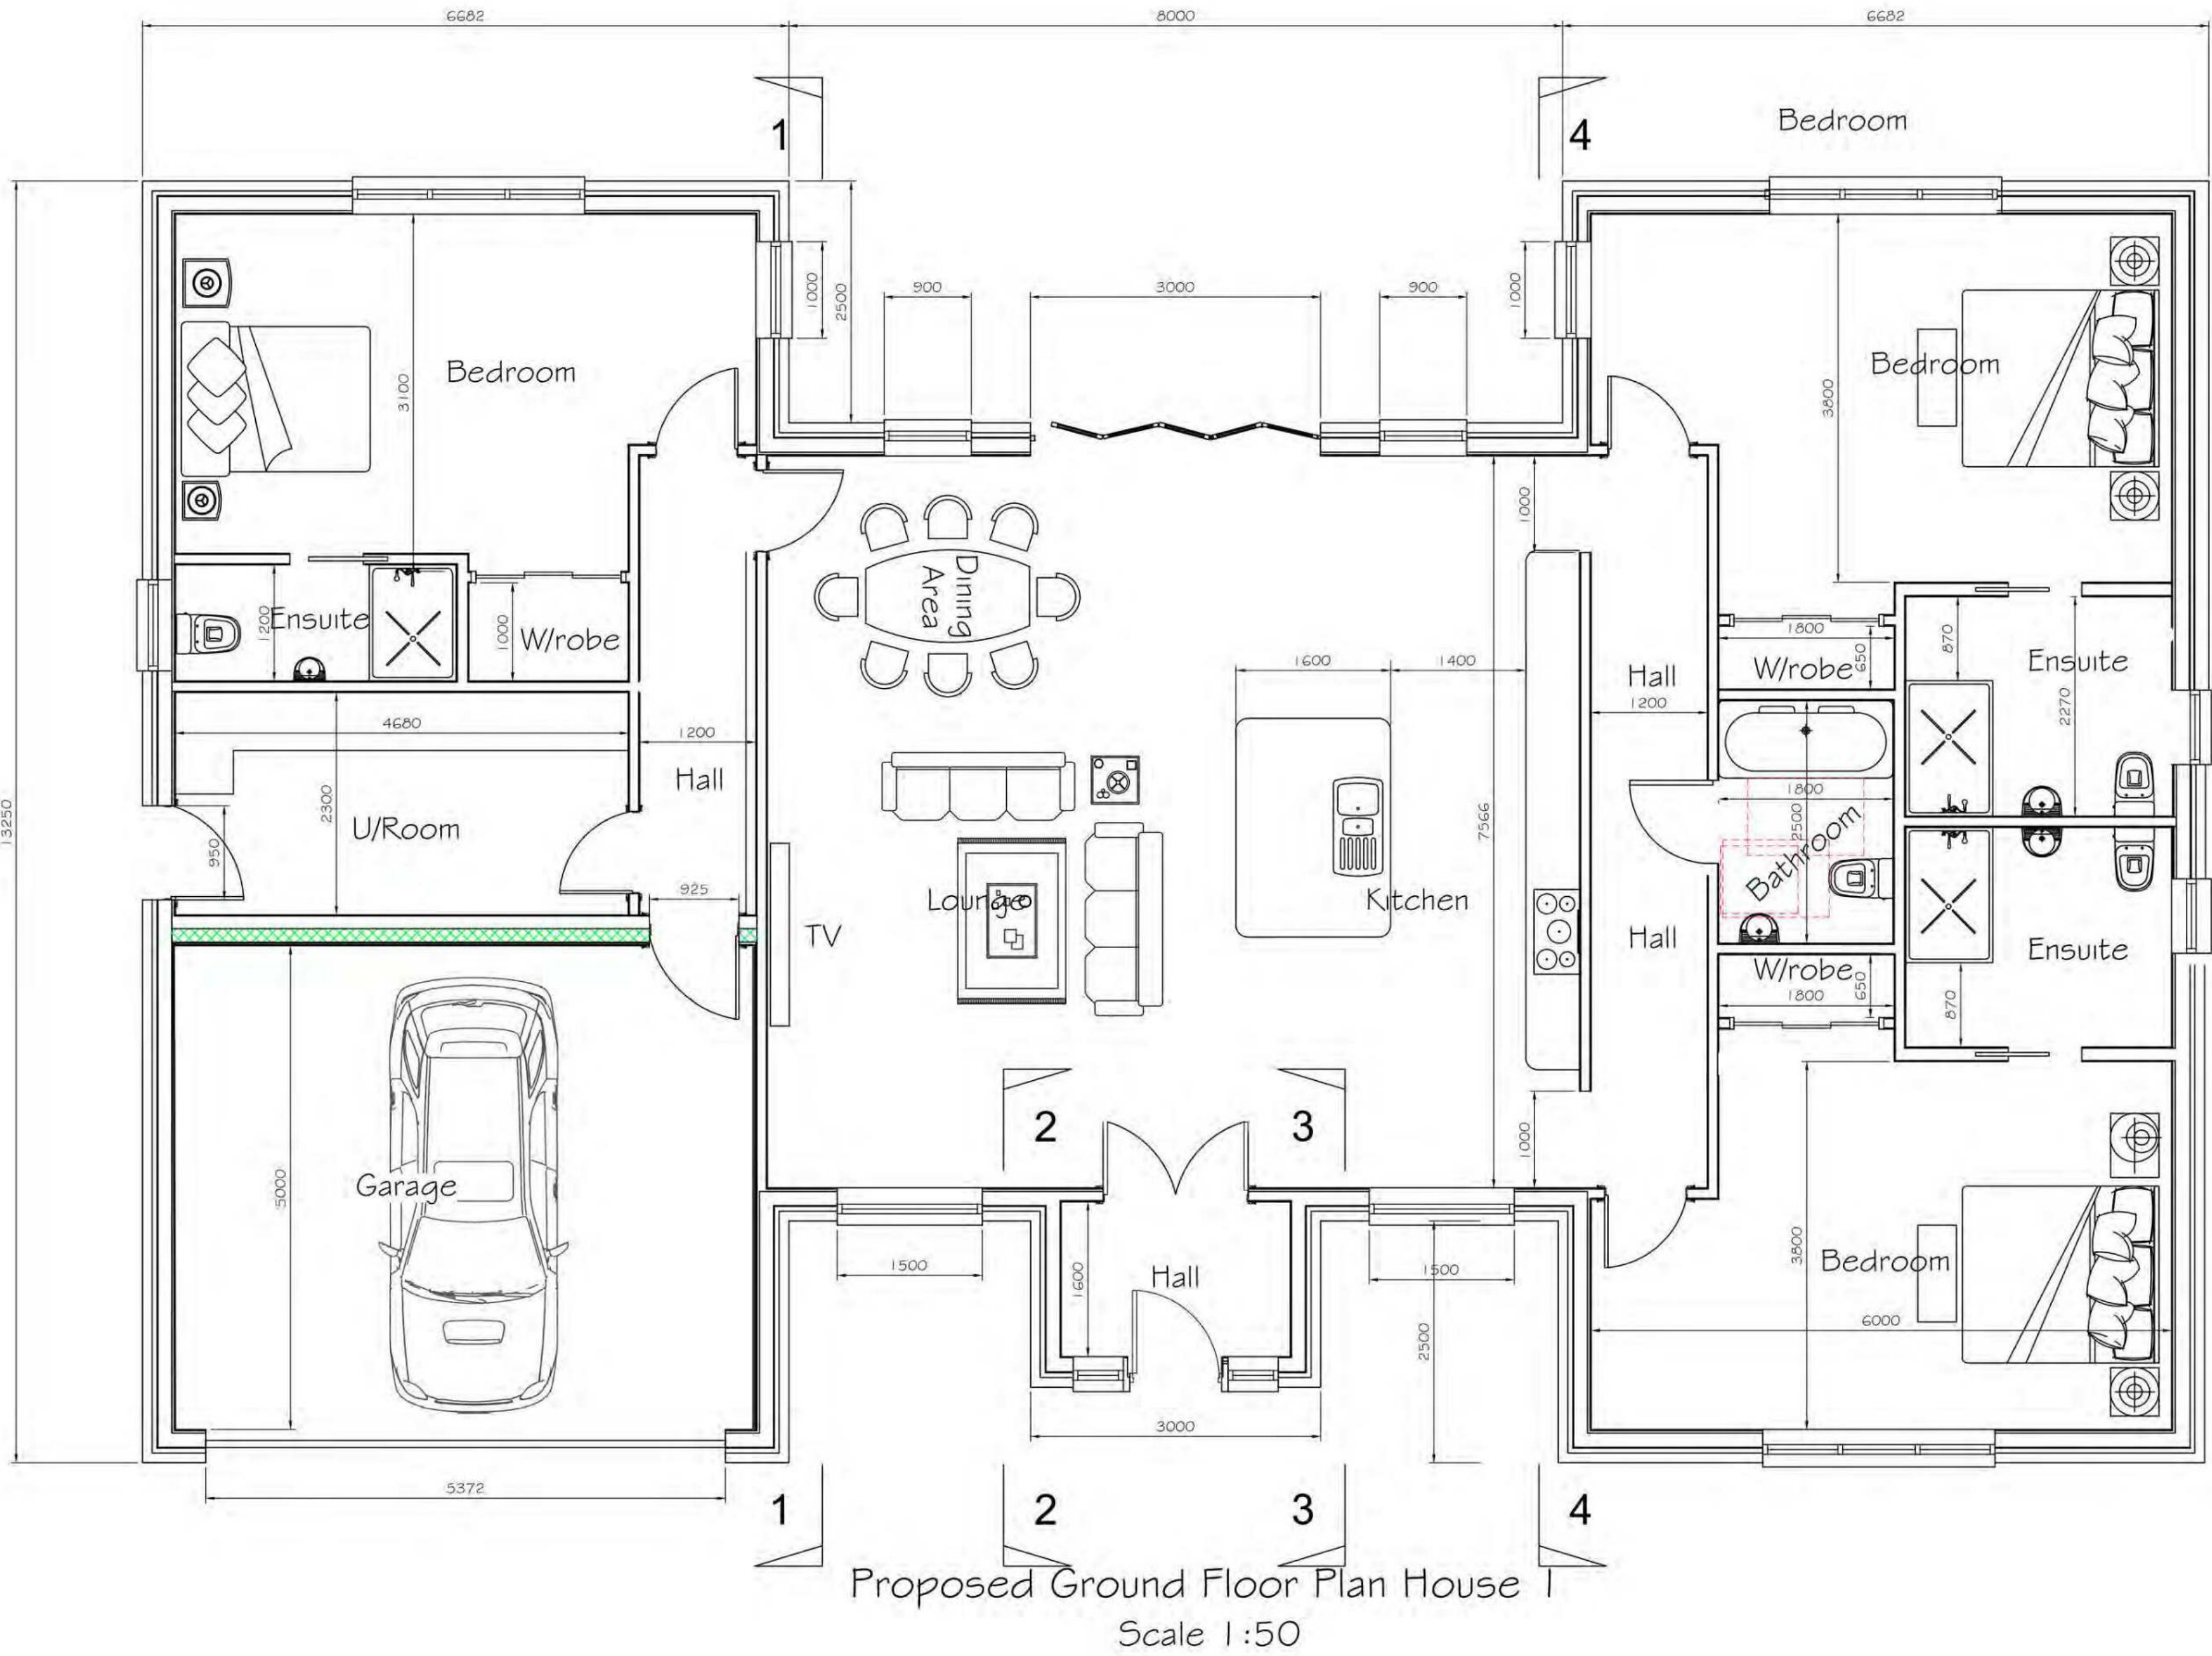 6682
8000
6682
1
4
Bedroom
1000
2500
900
3000
900
1000
Bedroom
3100
Bedroom
3800
1000
Dining
Area
1200
Ensuite
1000
W/robe
1600
1400
Hall
1200
1800
W/robe
650
870
Ensuite
2270
4680
1200
Hall
2300
U/Room
950
13250
7566
1800
2500
Bathroom
925
TV
Lounge
Kitchen
Hall
W/robe
650
1800
870
Ensuite
2
3
1000
5000
Garage
1500
1600
Hall
1500
2500
3800
Bedroom
6000
3000
5372
1
2
3
4
Proposed Ground Floor Plan House 1
Scale 1:50